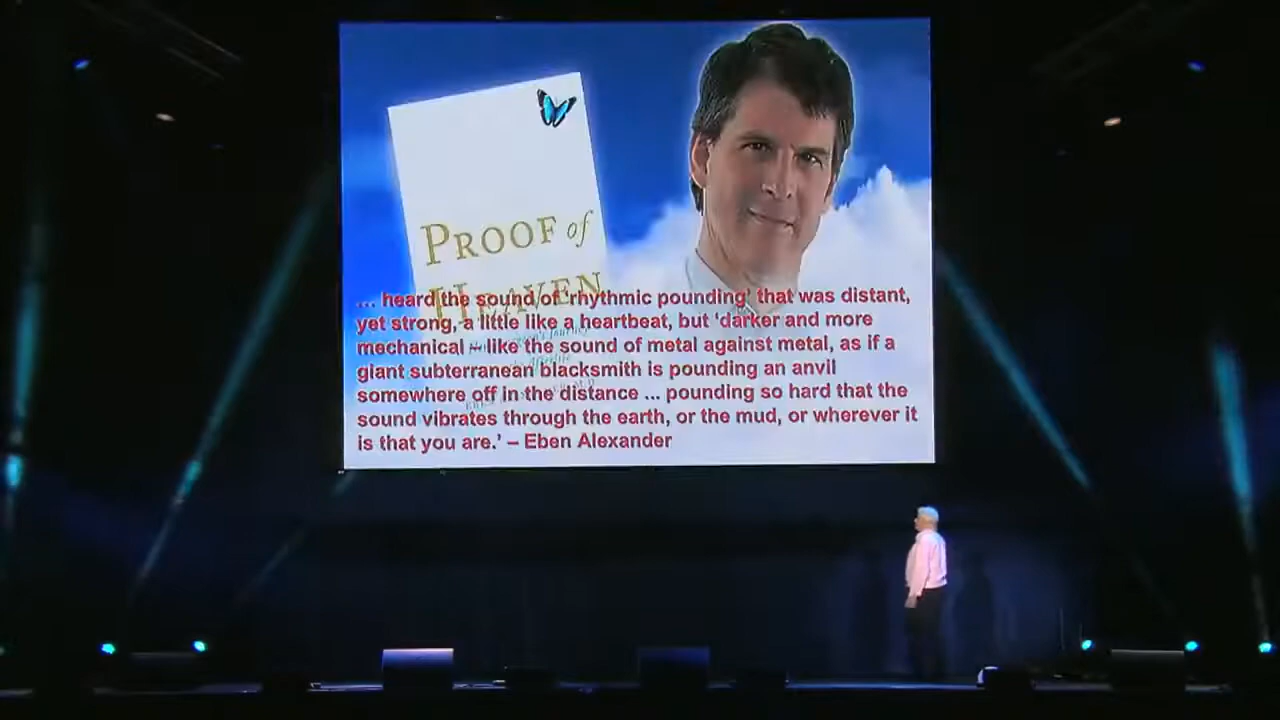 PROOF of
HEAVEN
... heard the sound of 'rhythmic pounding' that was distant,
yet strong, a little like a heartbeat, but 'darker and more
mechanical – like the sound of metal against metal, as if a
giant subterranean blacksmith is pounding an anvil
somewhere off in the distance ... pounding so hard that the
sound vibrates through the earth, or the mud, or wherever it
is that you are.' – Eben Alexander